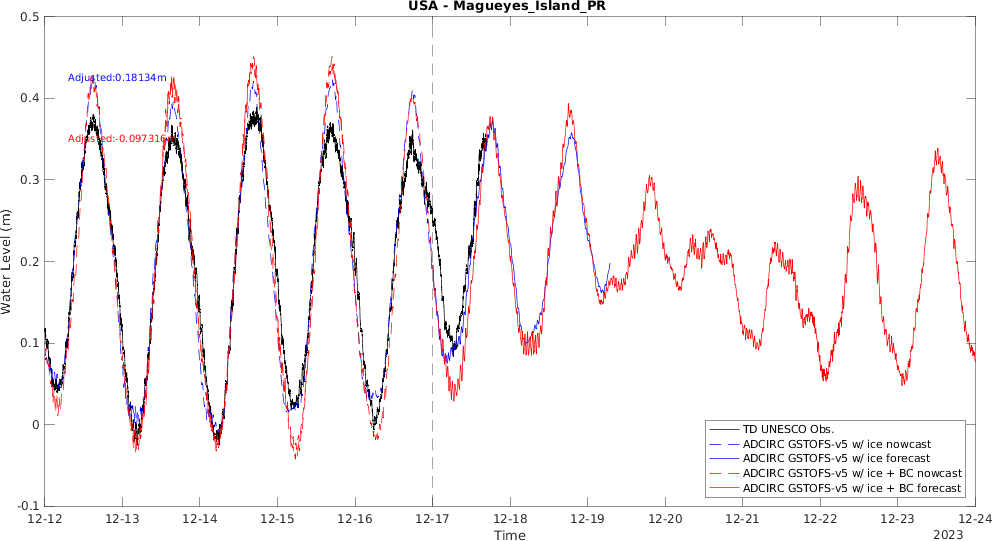 USA - Magueyes_Island_PR
0.5
0.4
0.3
0.2
0.1
0
-0.1
Water Level (m)
Adjusted:0.18134m
Adjusted:-0.097316
12-12 12-13 12-14 12-15 12-16 12-17 12-18 12-19 12-20 12-21 12-22 12-23 12-24
Time
2023
TD UNESCO Obs.
ADCIRC GSTOFS-v5 w/ ice nowcast
ADCIRC GSTOFS-v5 w/ ice forecast
ADCIRC GSTOFS-v5 w/ ice + BC nowcast
ADCIRC GSTOFS-v5 w/ ice + BC forecast